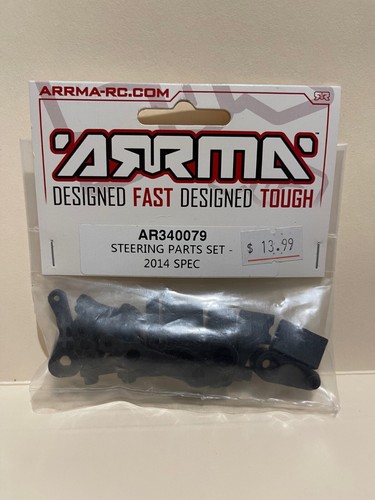 ARRMA-RC.COM
ARRMA
DESIGNED FAST DESIGNED TOUGH
AR340079
STEERING PARTS SET -
2014 SPEC
$ 13.99